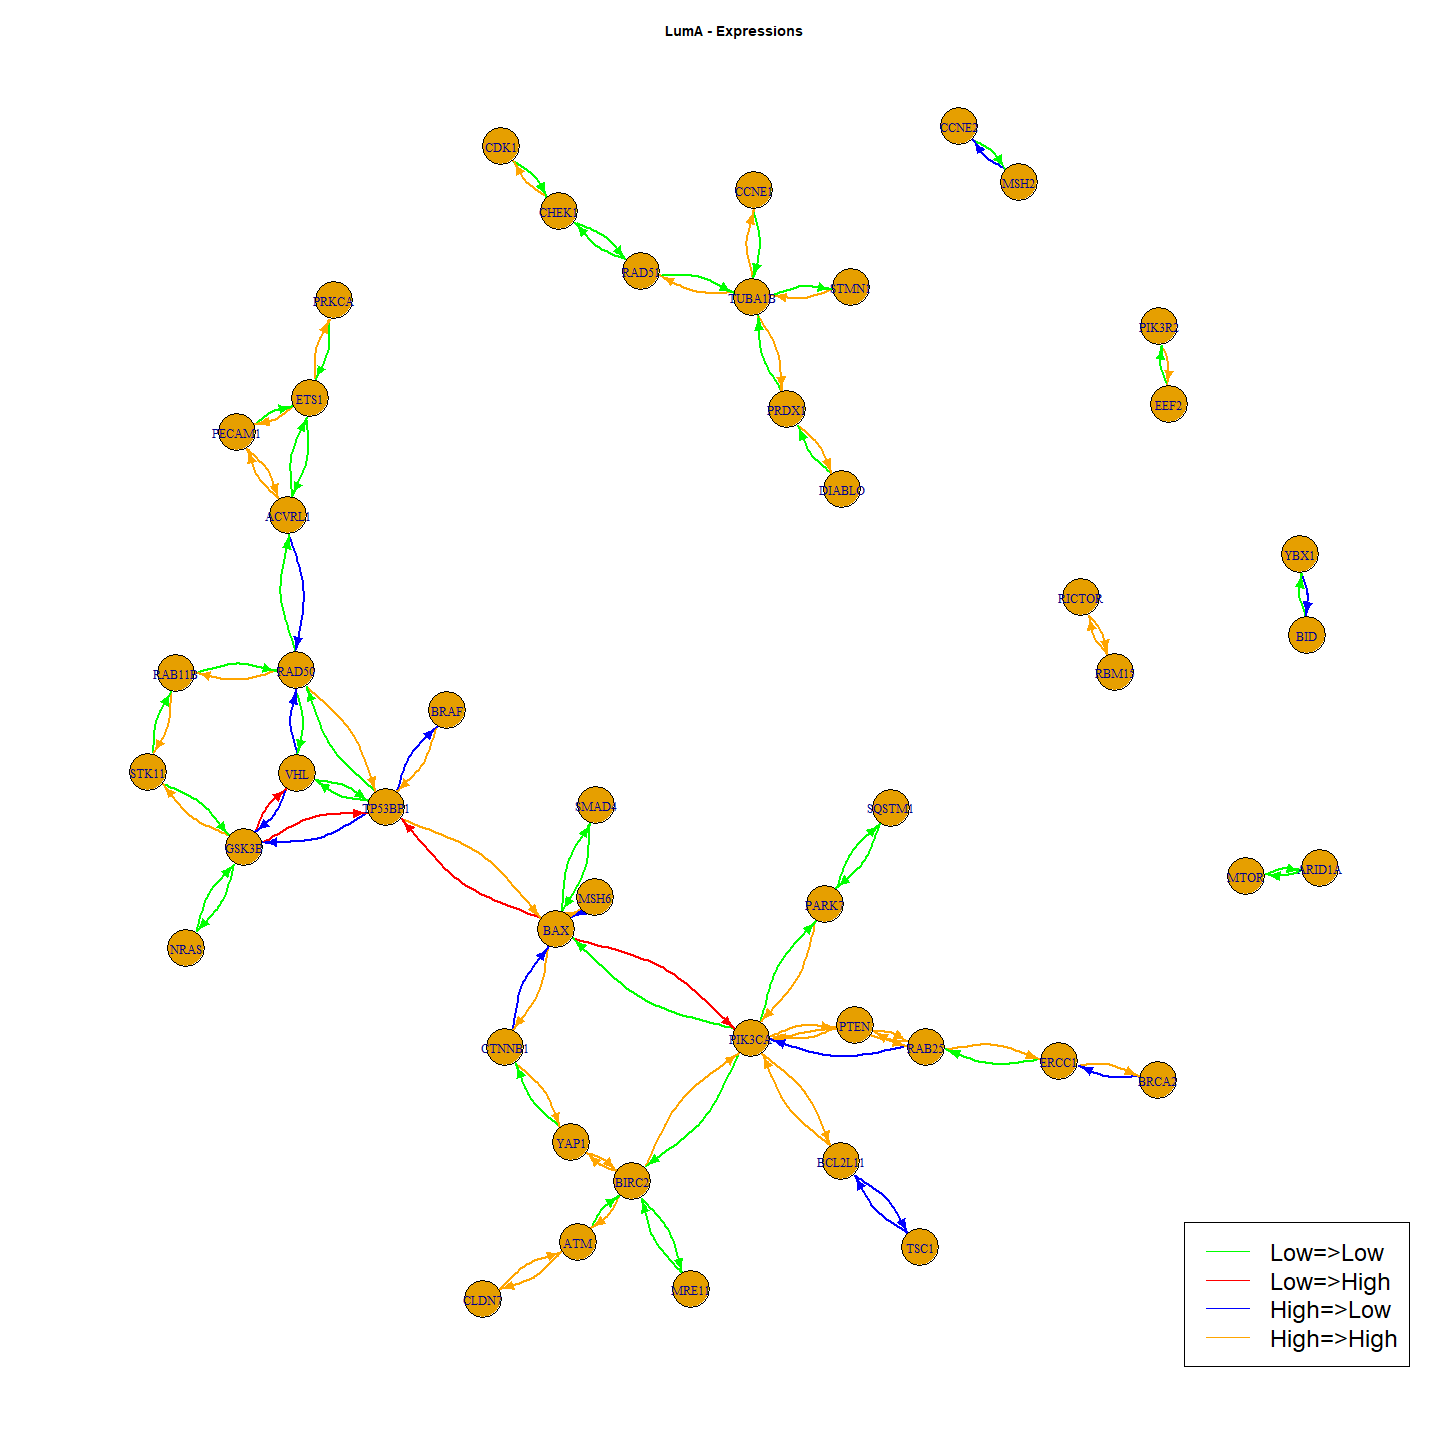 LumA - Expressions
CCNE2
CDK1
MSH2
CCNE1
CHEK1
RAD51
STMN1
TUBA1B
PRKCA
PIK3R2
ETS1
EEF2
PRDX1
PECAM1
DIABLO
ACVRL1
YBX1
RICTOR
BID
RAD50
RAB11B
RBM15
BRAF
STK11
VHL
TP53BP1
SMAD4
SQSTM1
GSK3B
ARID1A
MTOR
MSH6
PARK7
BAX
NRAS
PTEN
PIK3CA
CTNNB1
RAB25
ERCC1
BRCA2
YAP1
BCL2L11
BIRC2
ATM
TSC1
MRE11
CLDN7
Low=>Low
Low=>High
High=>Low
High=>High